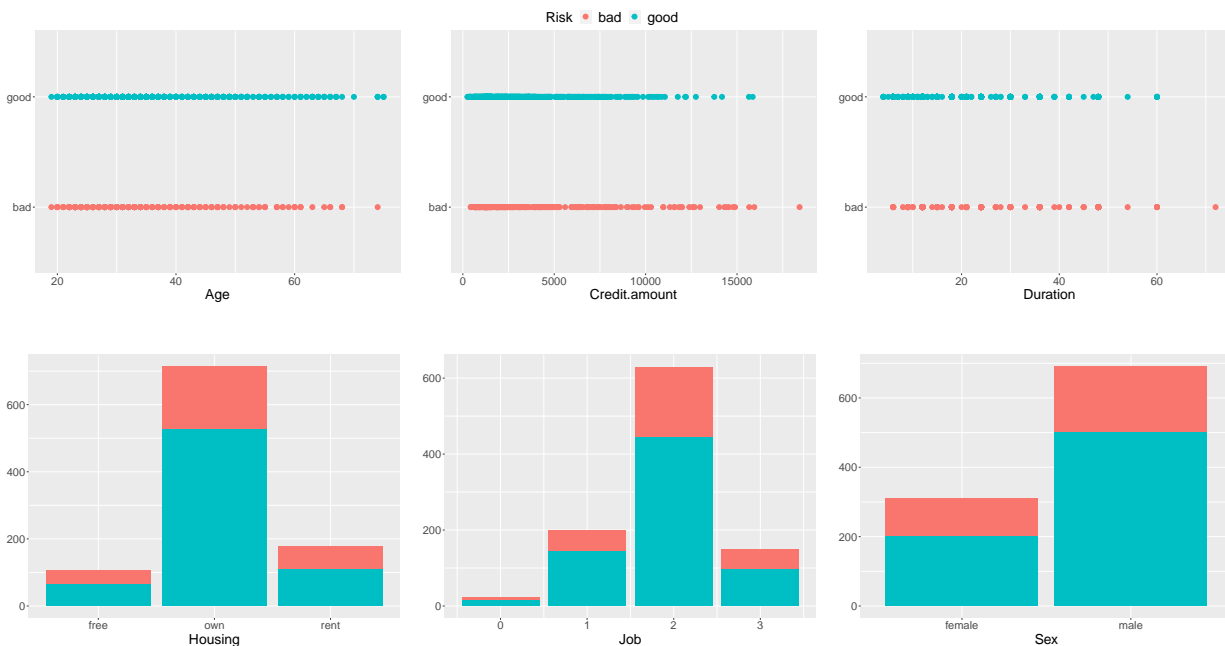 Risk bad good
good
bad
20 40 60
Age
good
bad
0 5000 10000 15000
Credit.amount
good
bad
20 40 60
Duration
600
400
200
0
free own rent
Housing
600
400
200
0
0 1 2 3
Job
600
400
200
0
female male
Sex